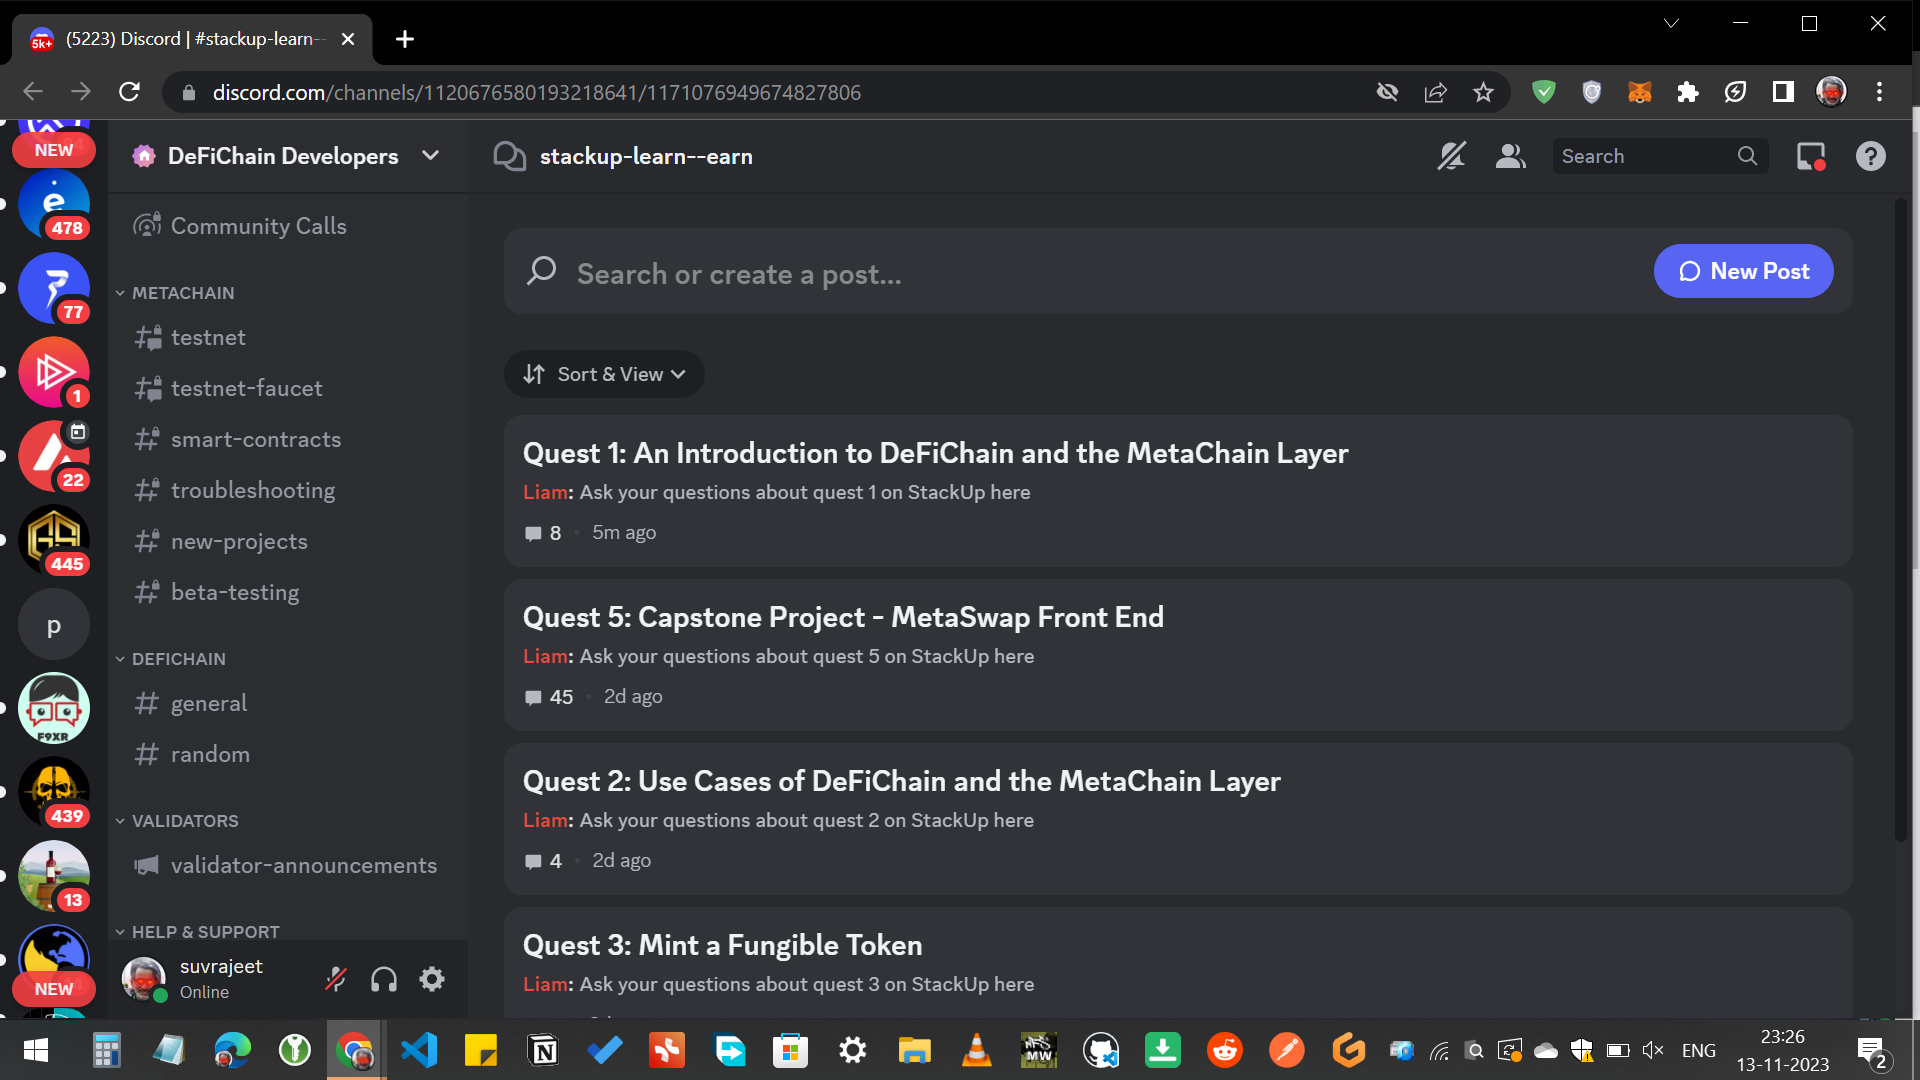 5k+
(5223) Discord | #stackup-learn--
discord.com/channels/1120676580193218641/1171076949674827806
NEW
e
478
77
1
22
445
p
F9XR
439
13
NEW
DeFiChain Developers
Community Calls
METACHAIN
testnet
testnet-faucet
smart-contracts
troubleshooting
new-projects
beta-testing
DEFICHAIN
general
random
VALIDATORS
validator-announcements
HELP & SUPPORT
suvrajeet
Online
stackup-learn--earn
Search
Search or create a post...
New Post
Sort & View
Quest 1: An Introduction to DeFiChain and the MetaChain Layer
Liam: Ask your questions about quest 1 on StackUp here
8 • 5m ago
Quest 5: Capstone Project - MetaSwap Front End
Liam: Ask your questions about quest 5 on StackUp here
45 • 2d ago
Quest 2: Use Cases of DeFiChain and the MetaChain Layer
Liam: Ask your questions about quest 2 on StackUp here
4 • 2d ago
Quest 3: Mint a Fungible Token
Liam: Ask your questions about quest 3 on StackUp here
MW
ENG
23:26
13-11-2023
2